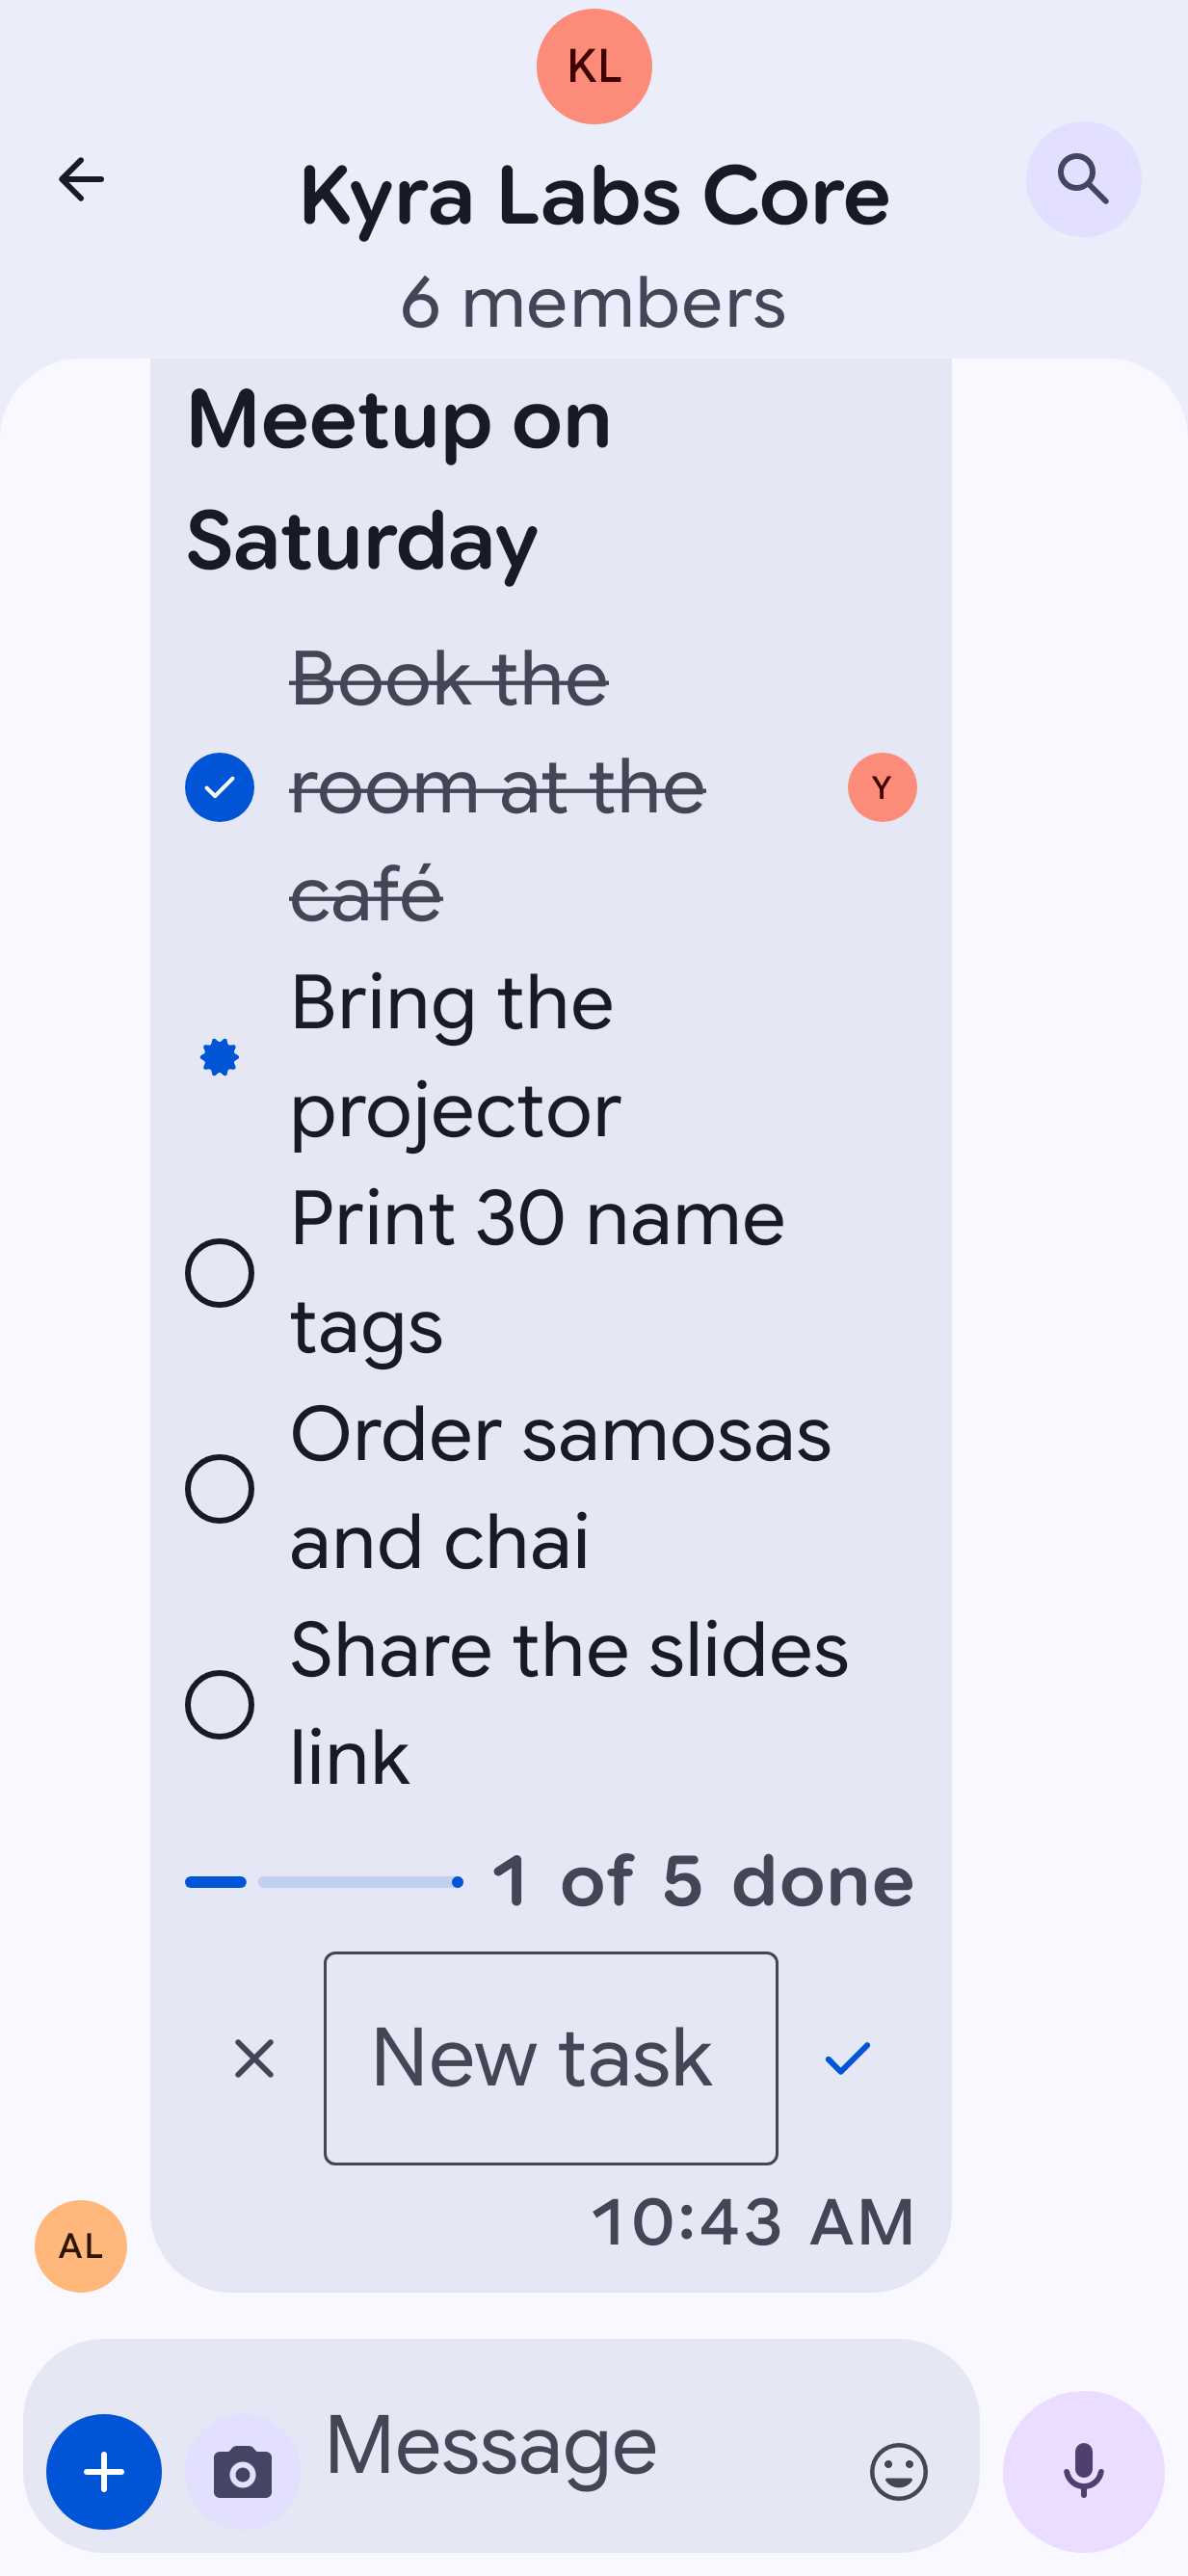 KL
Kyra Labs Core
6 members
Meetup on
Saturday
Book the
room at the
café
Y
Bring the
projector
Print 30 name
tags
Order samosas
and chai
Share the slides
link
1 of 5 done
New task
10:43 AM
AL
Message